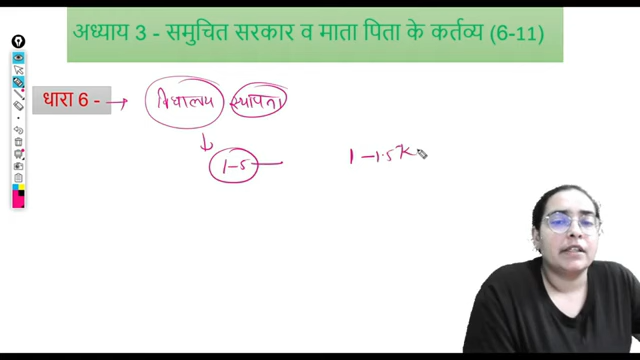 अध्याय 3 - समुचित सरकार व माता पिता के कर्तव्य (6-11)
धारा 6 - विद्यालय स्थापना
1-5 1-1.5 K